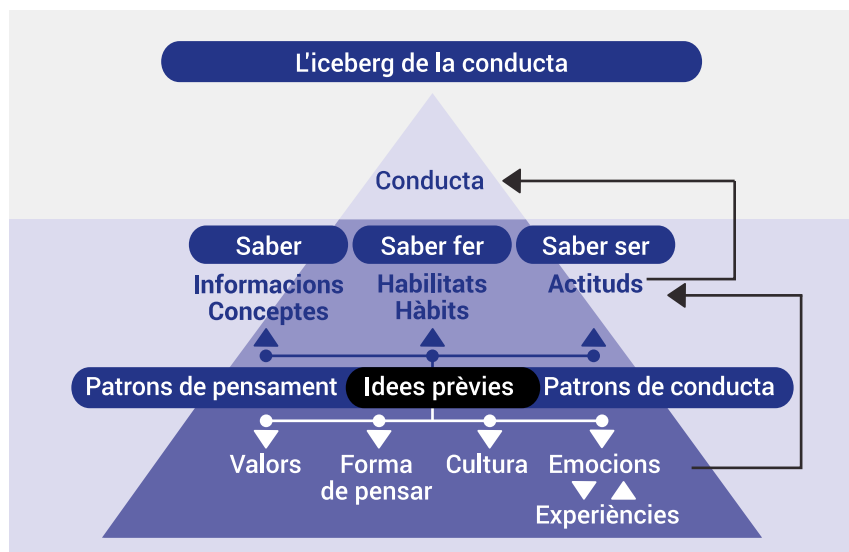 L'iceberg de la conducta
Conducta
Saber
Saber fer
Saber ser
Informacions
Conceptes
Habilitats
Hàbits
Actituds
Patrons de pensament
Idees prèvies
Patrons de conducta
Valors
Forma
de pensar
Cultura
Emocions
Experiències